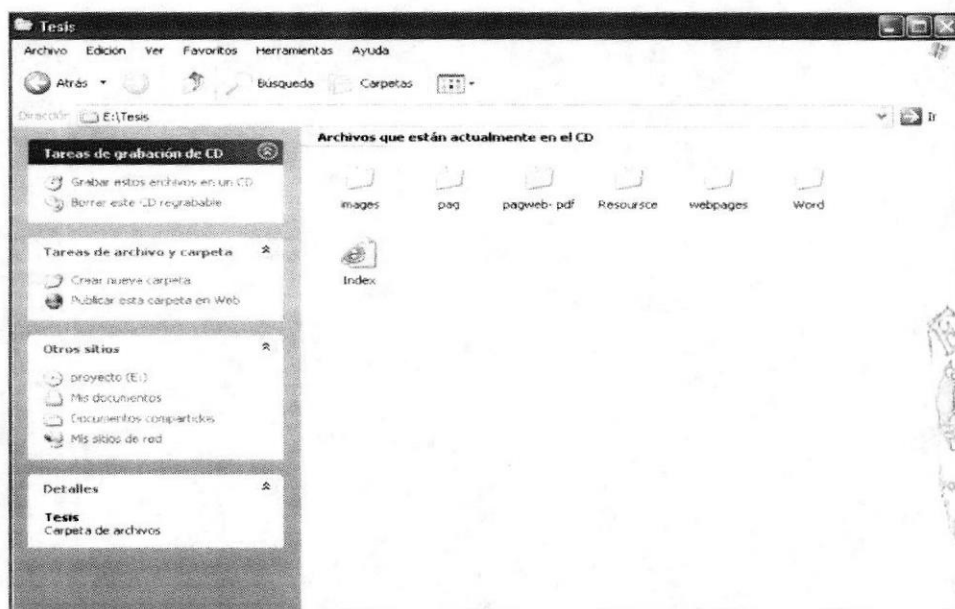 Tesis
Archivo Edición Ver Favoritos Herramientas Ayuda
Atrás Búsqueda Carpetas
Dirección E:\Tesis Ir
Tareas de grabación de CD
Grabar estos archivos en un CD
Borrar este CD regrabable
Tareas de archivo y carpeta
Crear nueva carpeta
Publicar esta carpeta en Web
Otros sitios
proyecto (E:)
Mis documentos
Documentos compartidos
Mis sitios de red
Detalles
Tesis
Carpeta de archivos
Archivos que están actualmente en el CD
images pag pagweb- pdf Resoursce webpages Word
Index